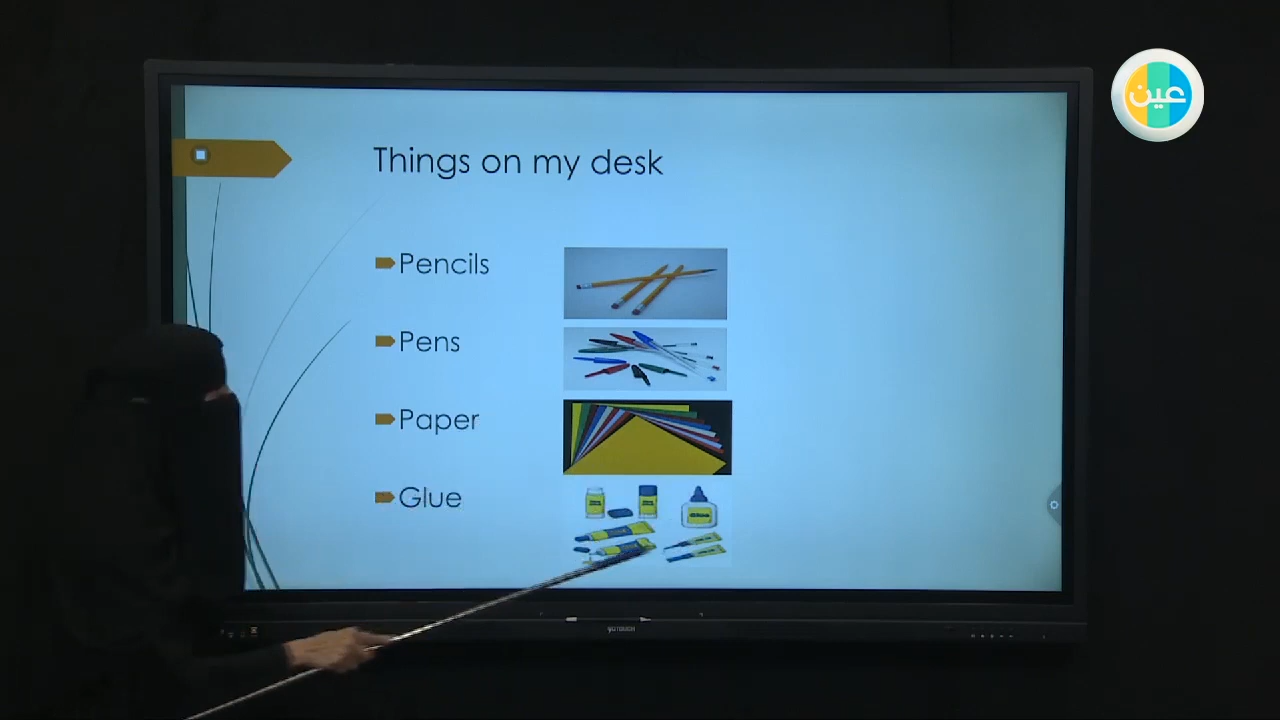 عين
Things on my desk
Pencils
Pens
Paper
Glue